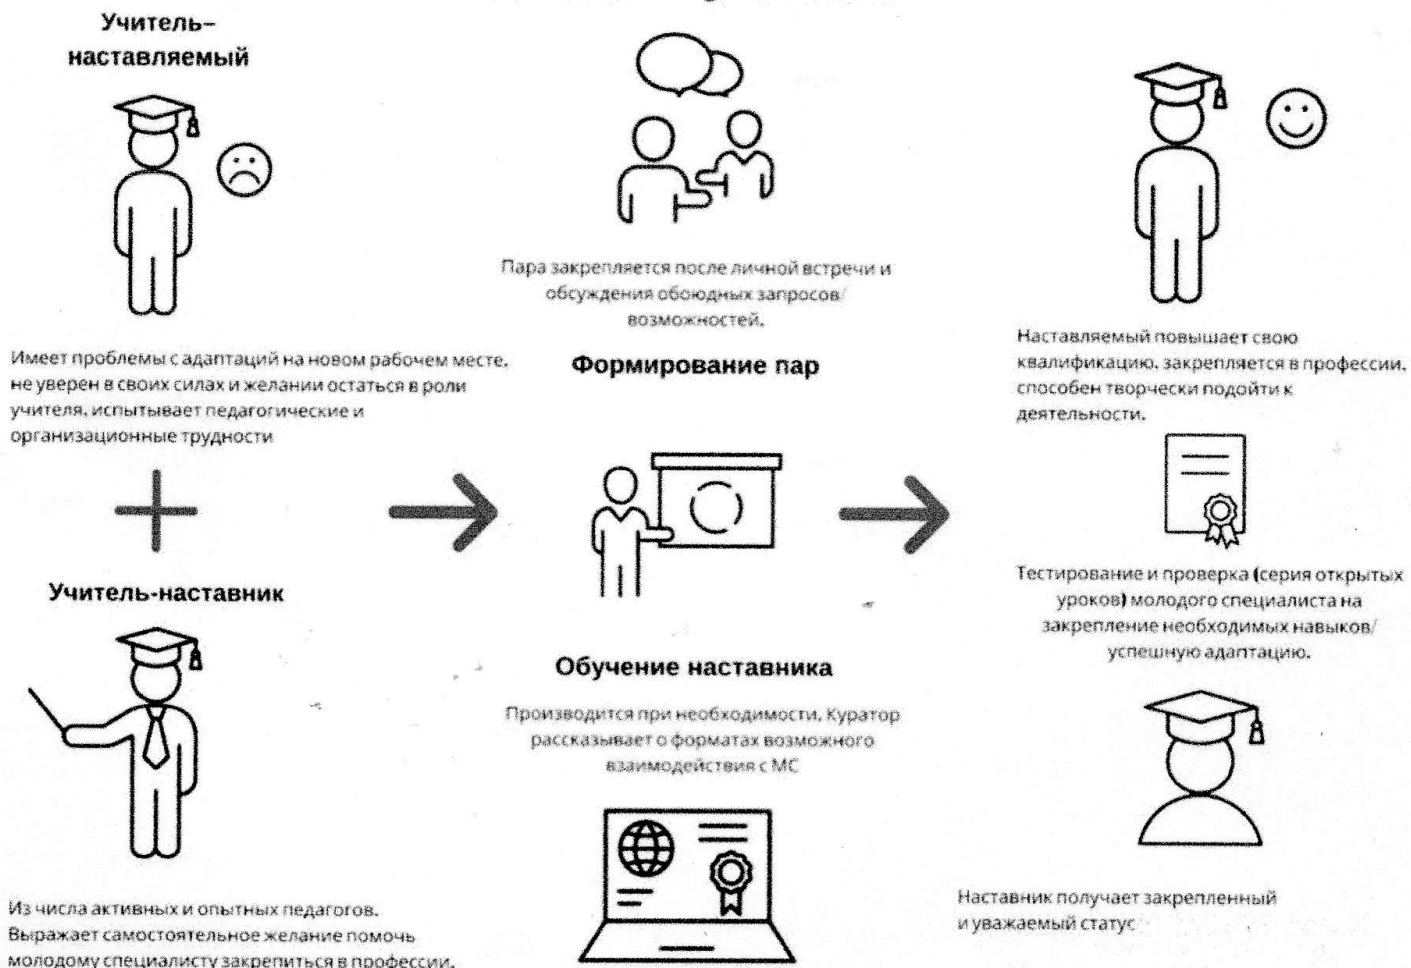 Учитель-
наставляемый
Имеет проблемы с адаптаций на новом рабочем месте,
не уверен в своих силах и желании остаться в роли
учителя, испытывает педагогические и
организационные трудности
Учитель-наставник
Из числа активных и опытных педагогов.
Выражает самостоятельное желание помочь
молодому специалисту закрепиться в профессии.
Пара закрепляется после личной встречи и
обсуждения обоюдных запросов/
возможностей.
Формирование пар
Обучение наставника
Производится при необходимости. Куратор
рассказывает о форматах возможного
взаимодействия с МС
Наставляемый повышает свою
квалификацию, закрепляется в профессии,
способен творчески подойти к
деятельности.
Тестирование и проверка (серия открытых
уроков) молодого специалиста на
закрепление необходимых навыков/
успешную адаптацию.
Наставник получает закрепленный
и уважаемый статус